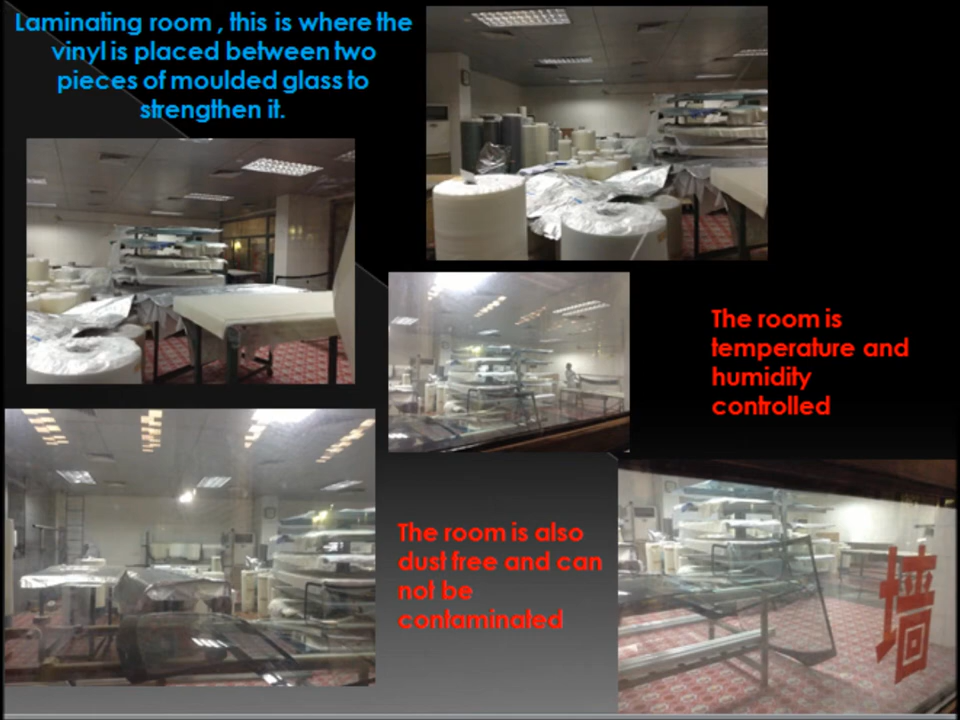 Laminating room , this is where the
vinyl is placed between two
pieces of moulded glass to
strengthen it.
The room is
temperature and
humidity
controlled
The room is also
dust free and can
not be
contaminated
墙